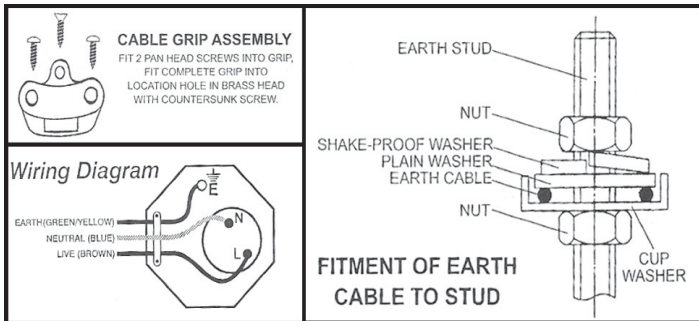 CABLE GRIP ASSEMBLY
FIT 2 PAN HEAD SCREWS INTO GRIP,
FIT COMPLETE GRIP INTO
LOCATION HOLE IN BRASS HEAD
WITH COUNTERSUNK SCREW.
Wiring Diagram
E
N
L
EARTH(GREEN/YELLOW)
NEUTRAL (BLUE)
LIVE (BROWN)
EARTH STUD
NUT
SHAKE-PROOF WASHER
PLAIN WASHER
EARTH CABLE
NUT
CUP
WASHER
FITMENT OF EARTH
CABLE TO STUD